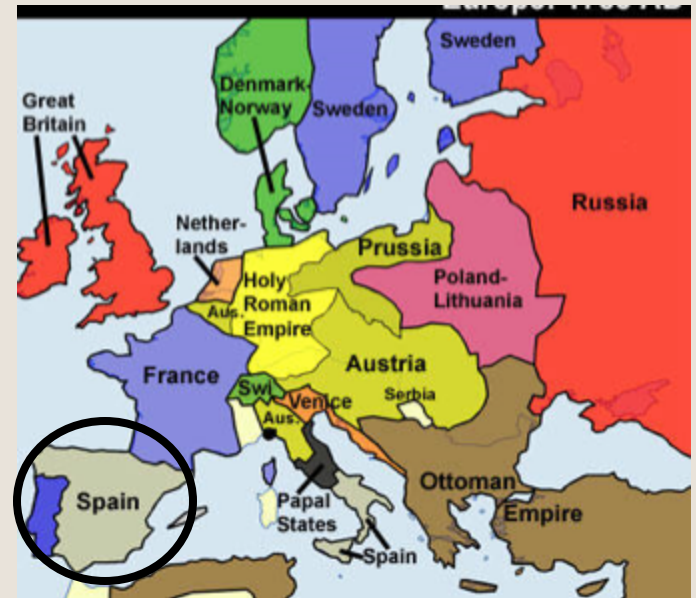 Sweden
Great
Britain
Denmark-
Norway
Sweden
Russia
Nether-
lands
Prussia
Poland-
Lithuania
Holy
Roman
Empire
Aus.
France
Austria
Swi
Venice
Serbia
Aus.
Spain
Ottoman
Empire
Papal
States
Spain